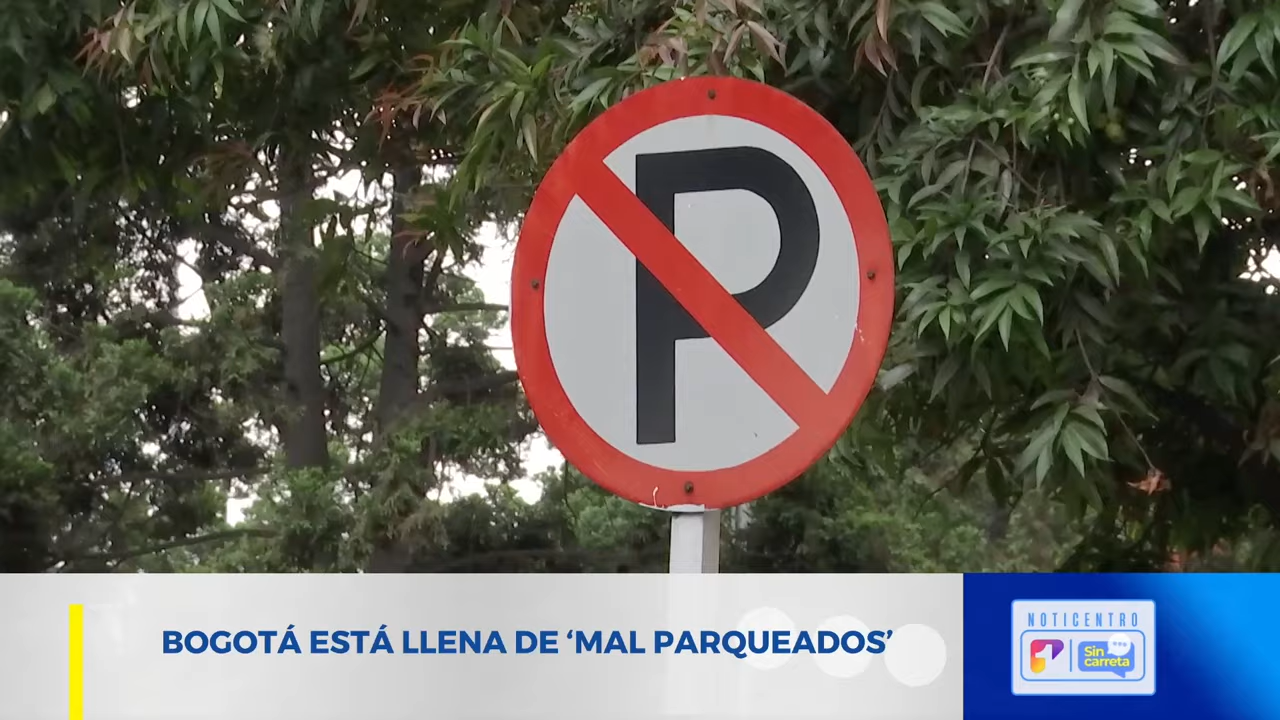 P
BOGOTÁ ESTÁ LLENA DE ‘MAL PARQUEADOS’
NOTICENTRO
1
Sin
carreta